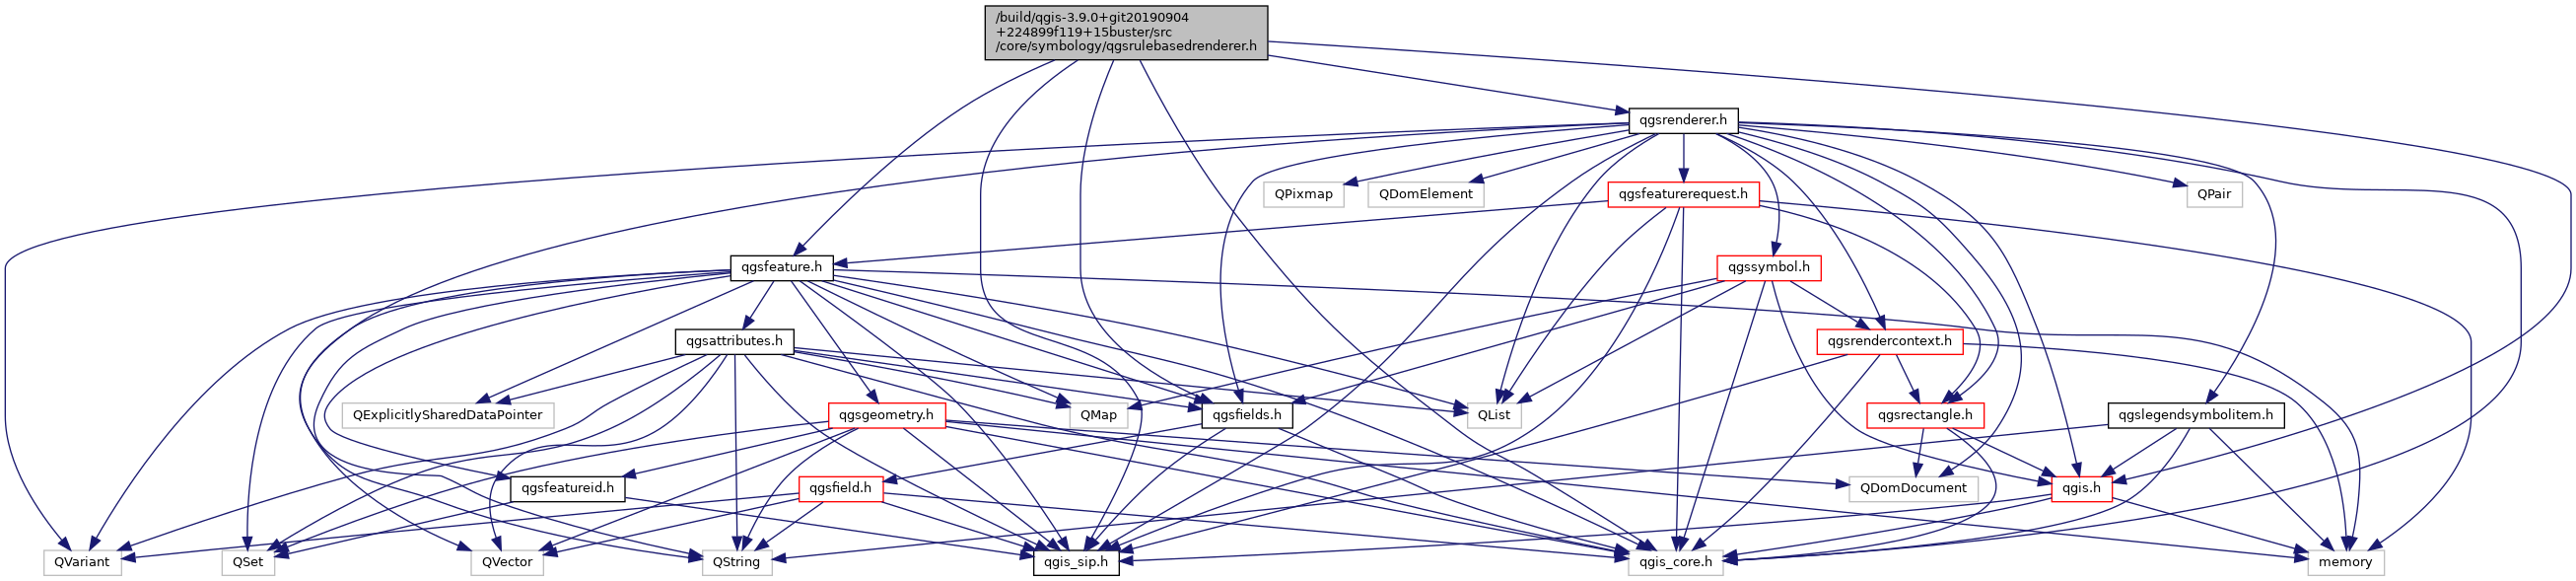 /build/qgis-3.9.0+git20190904
+224899f119+15buster/src
/core/symbology/qgsrulebasedrenderer.h
qgsrenderer.h
QPixmap
QDomElement
qgsfeaturerequest.h
QPair
qgsfeature.h
qgssymbol.h
qgsattributes.h
qgsrendercontext.h
QExplicitlySharedDataPointer
qgsgeometry.h
QMap
qgsfields.h
QList
qgsrectangle.h
qgslegendsymbolitem.h
qgsfeatureid.h
qgsfield.h
QDomDocument
qgis.h
QVariant
QSet
QVector
QString
qgis_sip.h
qgis_core.h
memory